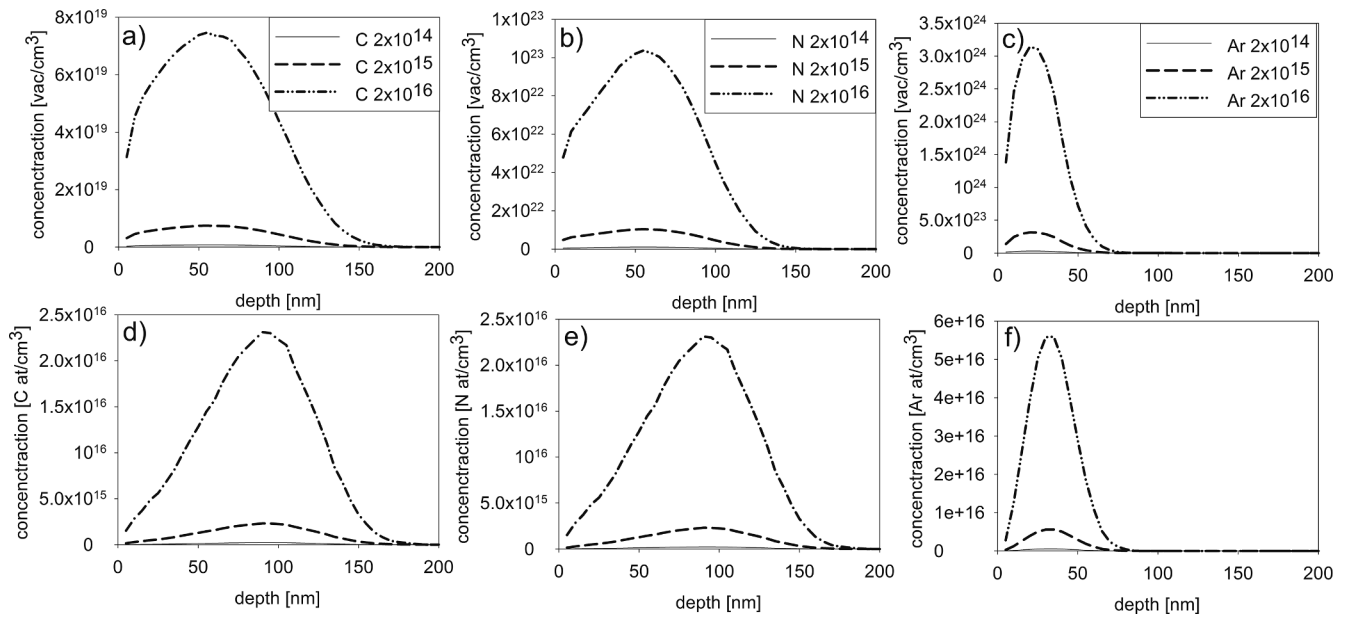 a)
C 2x10^14
C 2x10^15
C 2x10^16
8x10^19
6x10^19
4x10^19
2x10^19
0
concenctraction [vac/cm^3]
0 50 100 150 200
depth [nm]
b)
N 2x10^14
N 2x10^15
N 2x10^16
1x10^23
10^23
8x10^22
6x10^22
4x10^22
2x10^22
0
concenctraction [vac/cm^3]
0 50 100 150 200
depth [nm]
c)
Ar 2x10^14
Ar 2x10^15
Ar 2x10^16
3.5x10^24
3.0x10^24
2.5x10^24
2.0x10^24
1.5x10^24
10^24
5.0x10^23
0
concenctraction [vac/cm^3]
0 50 100 150 200
depth [nm]
d)
2.5x10^16
2.0x10^16
1.5x10^16
10^16
5.0x10^15
0
concenctraction [C at/cm^3]
0 50 100 150 200
depth [nm]
e)
2.5x10^16
2.0x10^16
1.5x10^16
10^16
5.0x10^15
0
concenctraction [N at/cm^3]
0 50 100 150 200
depth [nm]
f)
6e+16
5e+16
4e+16
3e+16
2e+16
1e+16
0
concenctraction [Ar at/cm^3]
0 50 100 150 200
depth [nm]